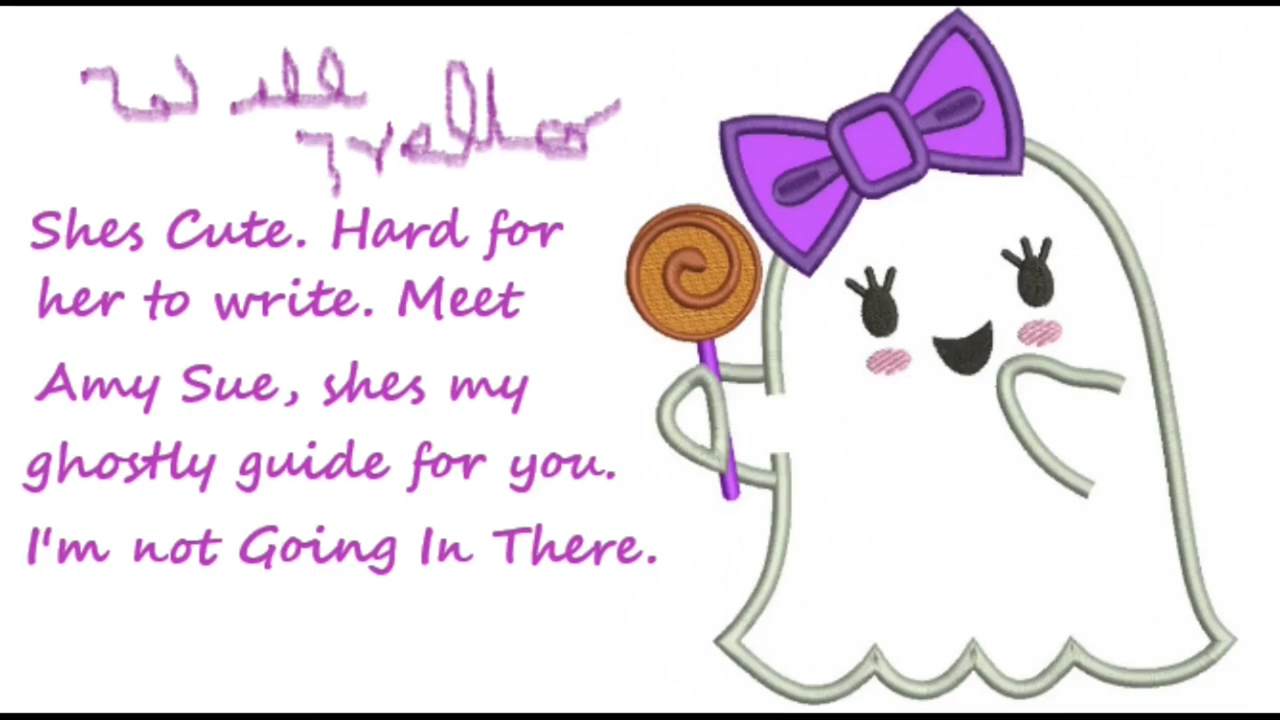 Will
Shes Cute. Hard for
her to write. Meet
Amy Sue, shes my
ghostly guide for you.
I'm not Going In There.